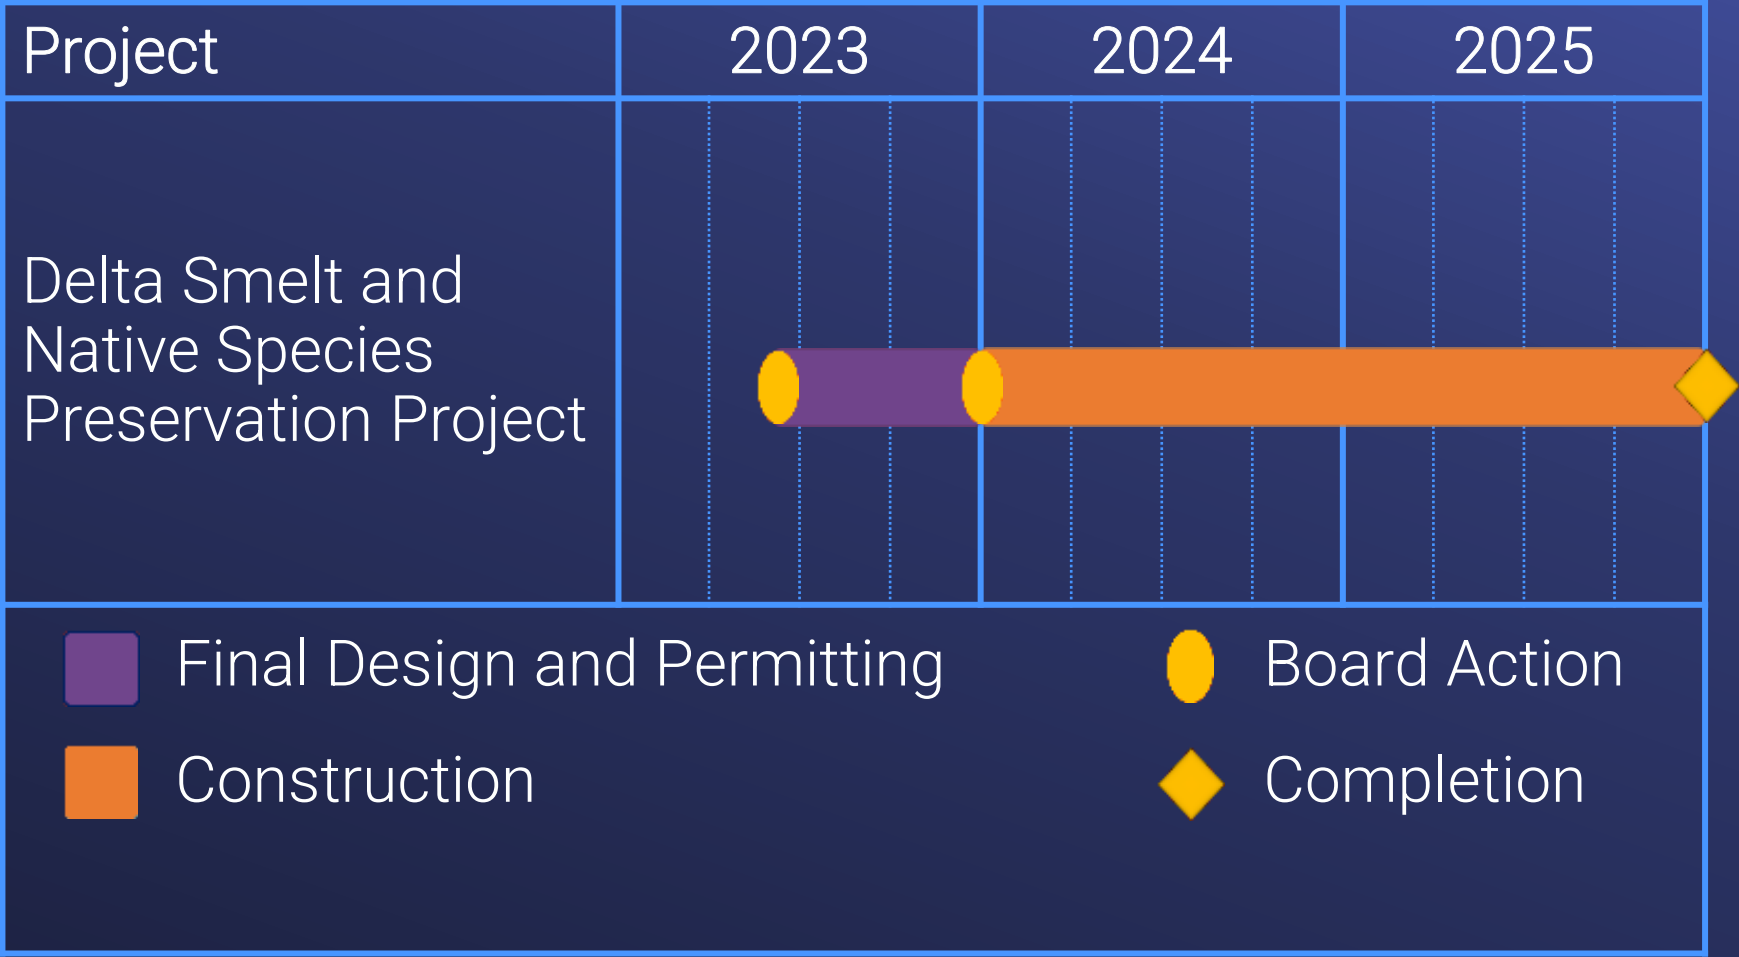 Project
2023
2024
2025
Delta Smelt and
Native Species
Preservation Project
Final Design and Permitting
Board Action
Construction
Completion